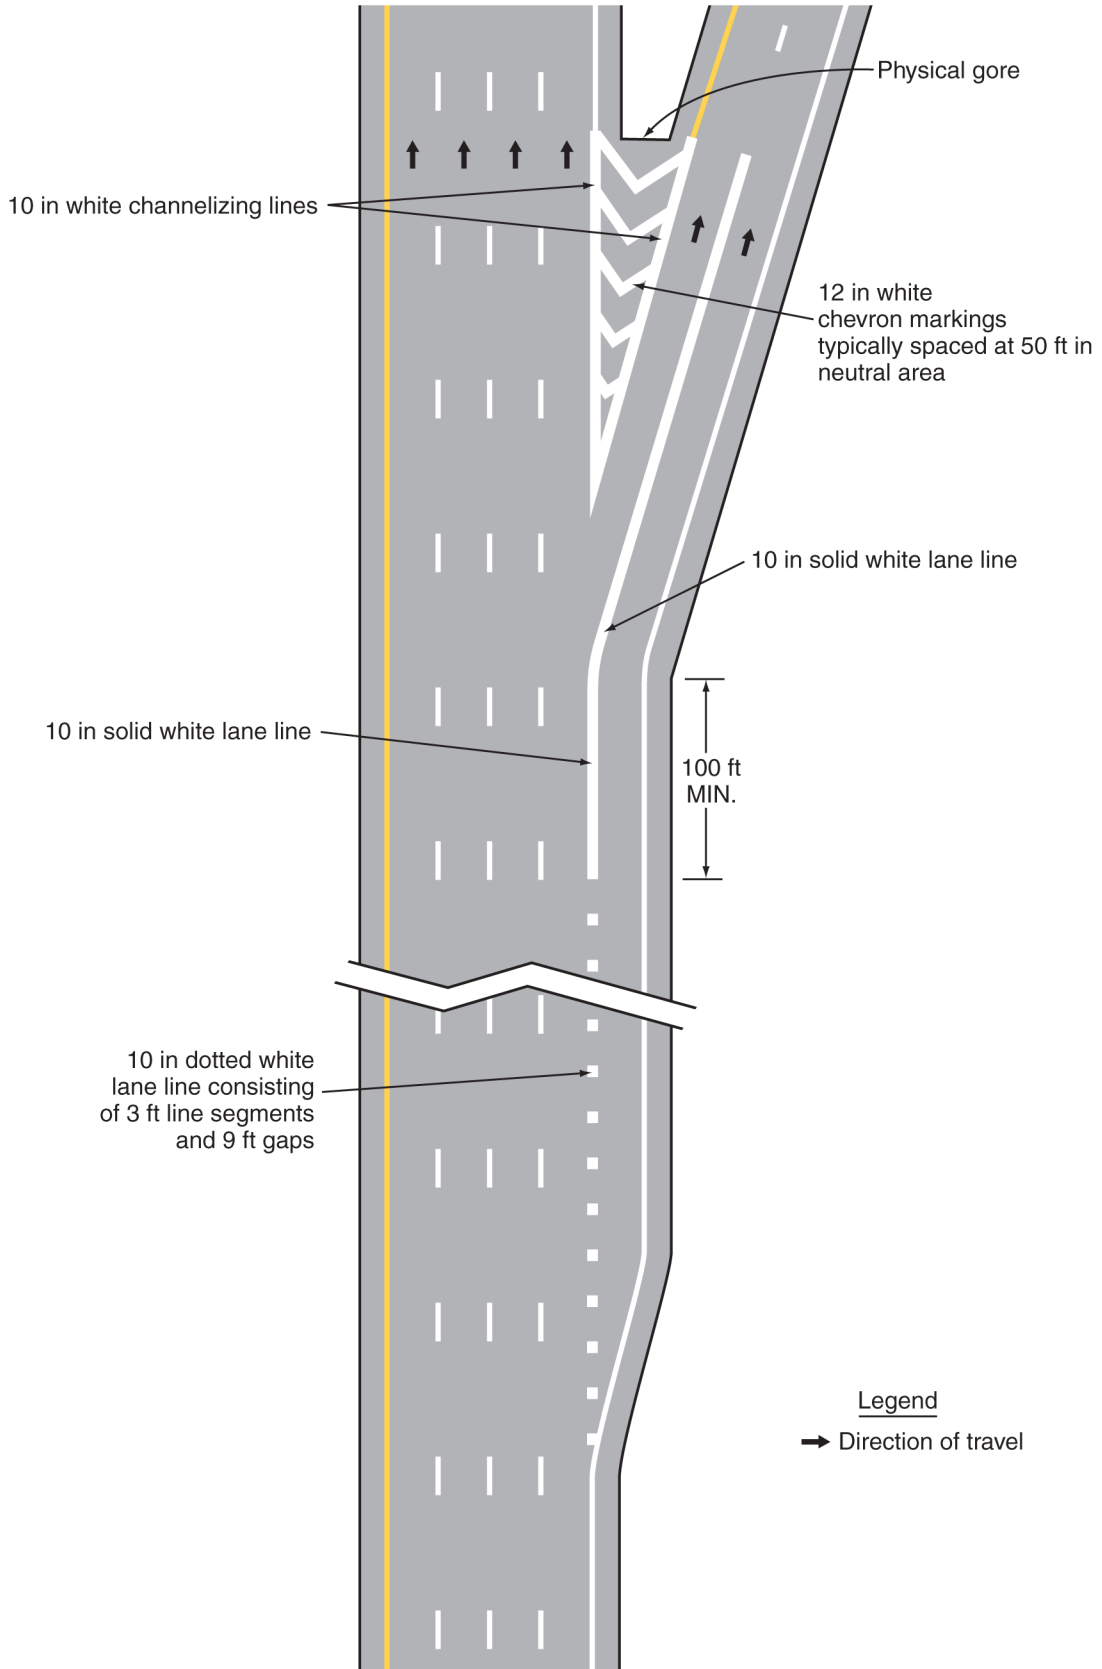 Physical gore
10 in white channelizing lines
12 in white
chevron markings
typically spaced at 50 ft in
neutral area
10 in solid white lane line
10 in solid white lane line
100 ft
MIN.
10 in dotted white
lane line consisting
of 3 ft line segments
and 9 ft gaps
Legend
Direction of travel